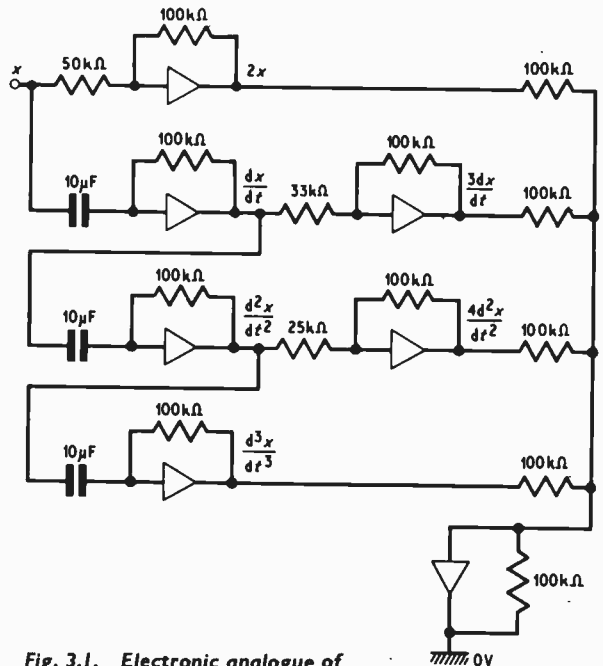 100kΩ
x
50kΩ
2x
100kΩ
100kΩ
100kΩ
10μF
dx
dt
33kΩ
3dx
dt
100kΩ
100kΩ
100kΩ
10μF
d²x
dt²
25kΩ
4d²x
dt²
100kΩ
100kΩ
10μF
d³x
dt³
100kΩ
100kΩ
0V
Fig. 3.1. Electronic analogue of